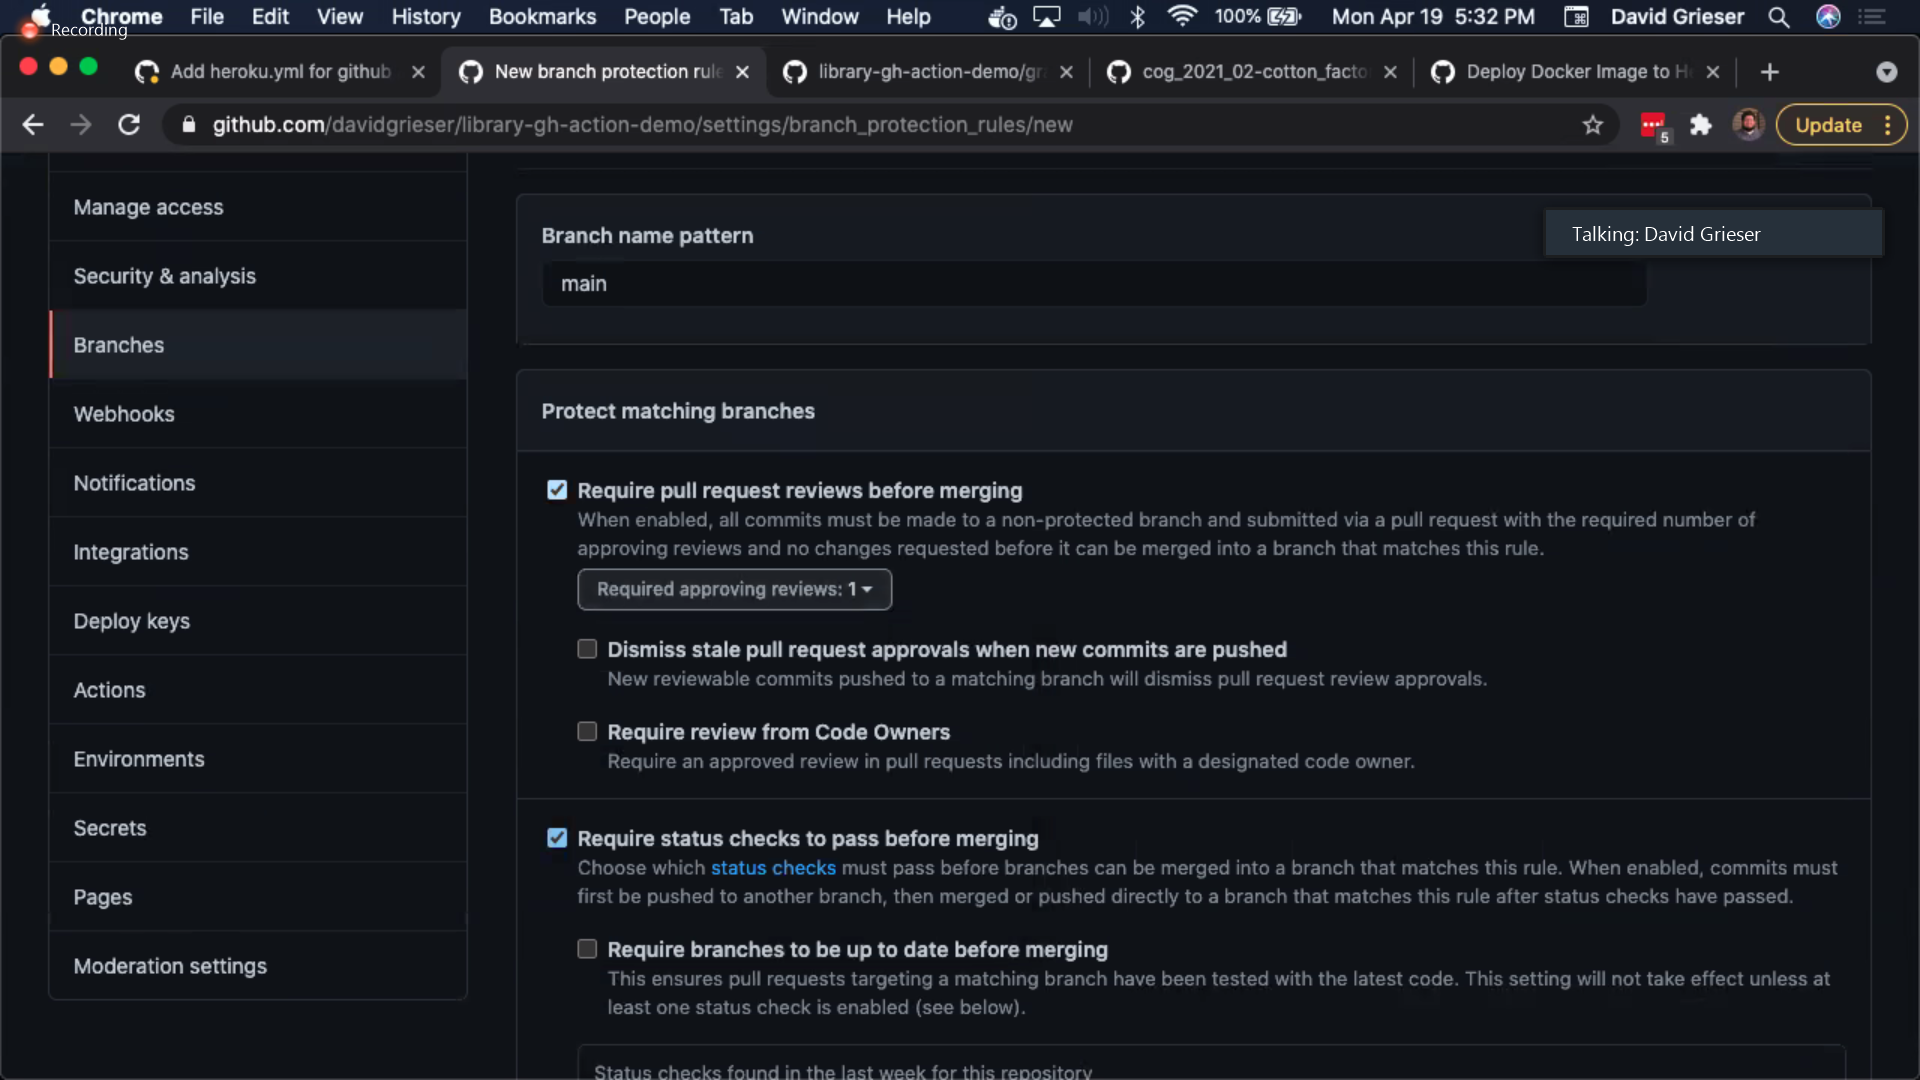 Chrome File Edit View History Bookmarks People Tab Window Help 100% Mon Apr 19 5:32 PM David Grieser
Recording
Add heroku.yml for github New branch protection rule library-gh-action-demo/gr cog_2021_02-cotton_facto Deploy Docker Image to He
github.com/davidgrieser/library-gh-action-demo/settings/branch_protection_rules/new 5 Update
Manage access
Security & analysis
Branches
Webhooks
Notifications
Integrations
Deploy keys
Actions
Environments
Secrets
Pages
Moderation settings
Branch name pattern
Talking: David Grieser
main
Protect matching branches
Require pull request reviews before merging
When enabled, all commits must be made to a non-protected branch and submitted via a pull request with the required number of
approving reviews and no changes requested before it can be merged into a branch that matches this rule.
Required approving reviews: 1
Dismiss stale pull request approvals when new commits are pushed
New reviewable commits pushed to a matching branch will dismiss pull request review approvals.
Require review from Code Owners
Require an approved review in pull requests including files with a designated code owner.
Require status checks to pass before merging
Choose which status checks must pass before branches can be merged into a branch that matches this rule. When enabled, commits must
first be pushed to another branch, then merged or pushed directly to a branch that matches this rule after status checks have passed.
Require branches to be up to date before merging
This ensures pull requests targeting a matching branch have been tested with the latest code. This setting will not take effect unless at
least one status check is enabled (see below).
Status checks found in the last week for this repository